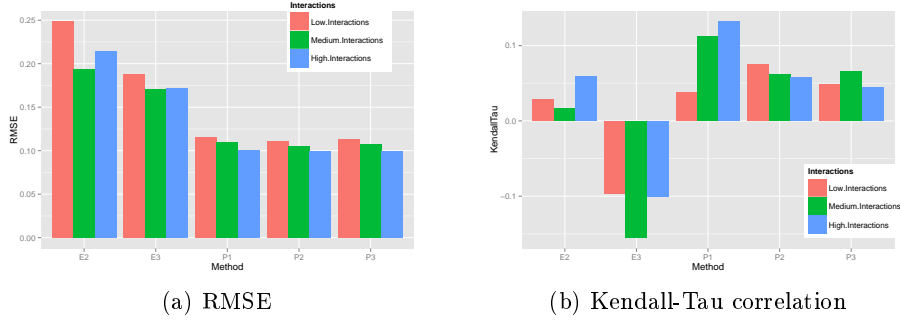 Interactions
Low.Interactions
Medium.Interactions
High.Interactions
0.25
0.20
0.15
0.10
0.05
0.00
RMSE
E2 E3 P1 P2 P3
Method
(a) RMSE
0.1
0.0
−0.1
KendallTau
Interactions
Low.Interactions
Medium.Interactions
High.Interactions
E2 E3 P1 P2 P3
Method
(b) Kendall-Tau correlation